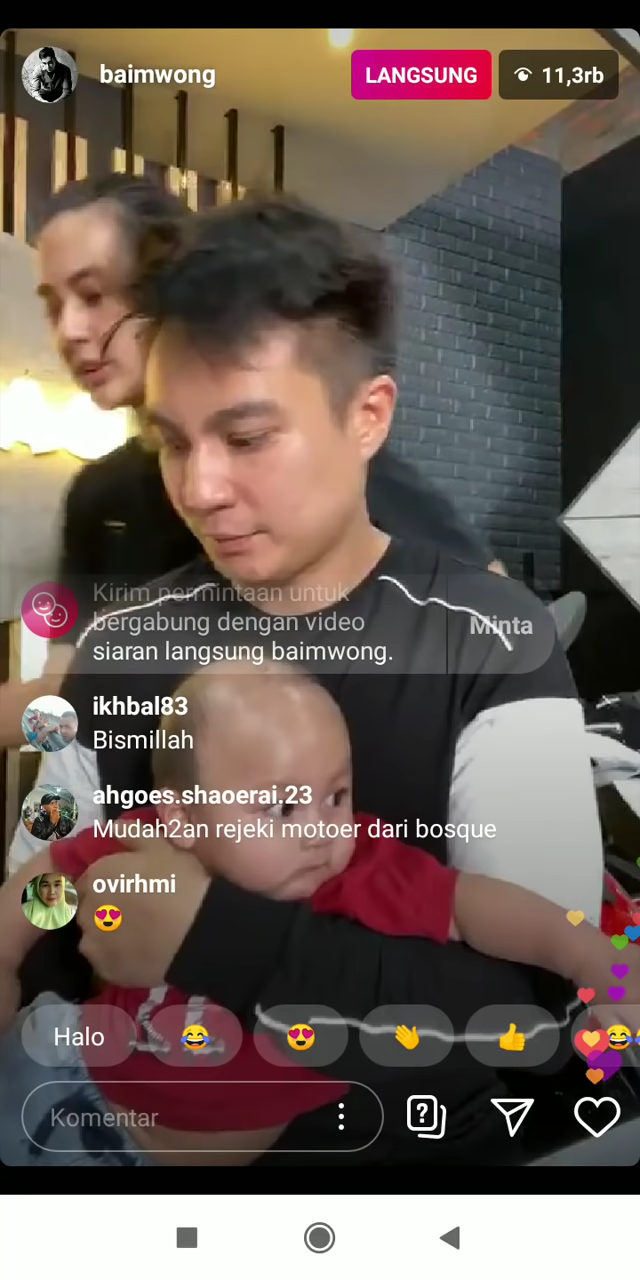 baimwong
LANGSUNG
11,3rb
Kirim permintaan untuk
bergabung dengan video
siaran langsung baimwong.
Minta
ikhbal83
Bismillah
ahgoes.shaoerai.23
Mudah2an rejeki motoer dari bosque
ovirhmi
😍
Halo 😂 😍 👋 👍
Komentar